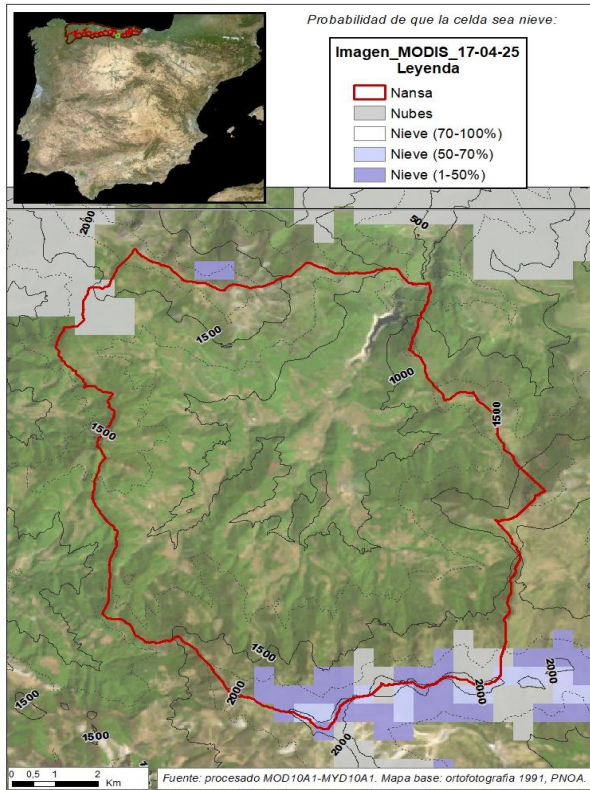 Probabilidad de que la celda sea nieve:
Imagen_MODIS_17-04-25
Leyenda
Nansa
Nubes
Nieve (70-100%)
Nieve (50-70%)
Nieve (1-50%)
2000
500
1500
1000
1500
1500
1500
2000
2000
2000
1500
2000
1500
1500
0 0,5 1 2
Km
Fuente: procesado MOD10A1-MYD10A1. Mapa base: ortofotografia 1991, PNOA.